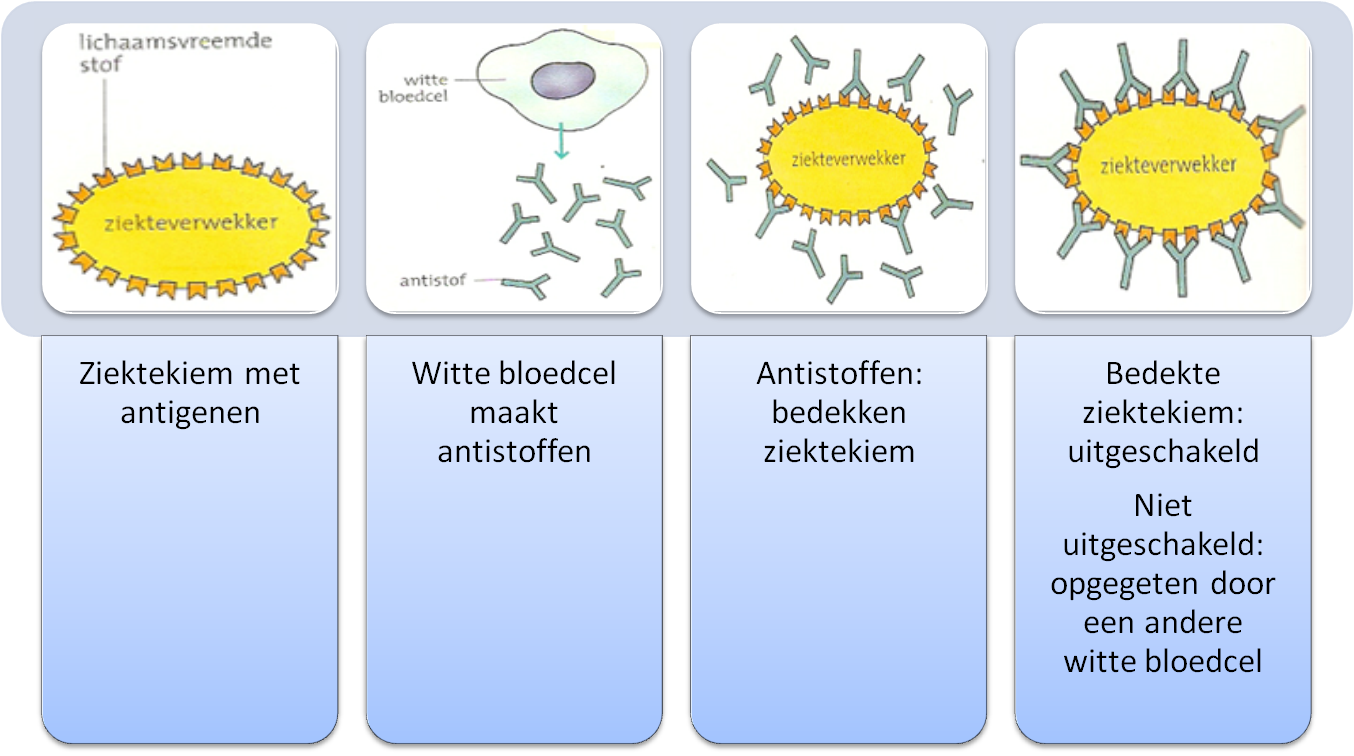 lichaamsvreemde
stof
ziekteverwekker
witte
bloedcel
antistof
ziekteverwekker
ziekteverwekker
Ziektekiem met
antigenen
Witte bloedcel
maakt
antistoffen
Antistoffen:
bedekken
ziektekiem
Bedekte
ziektekiem:
uitgeschakeld
Niet
uitgeschakeld:
opgegeten door
een andere
witte bloedcel